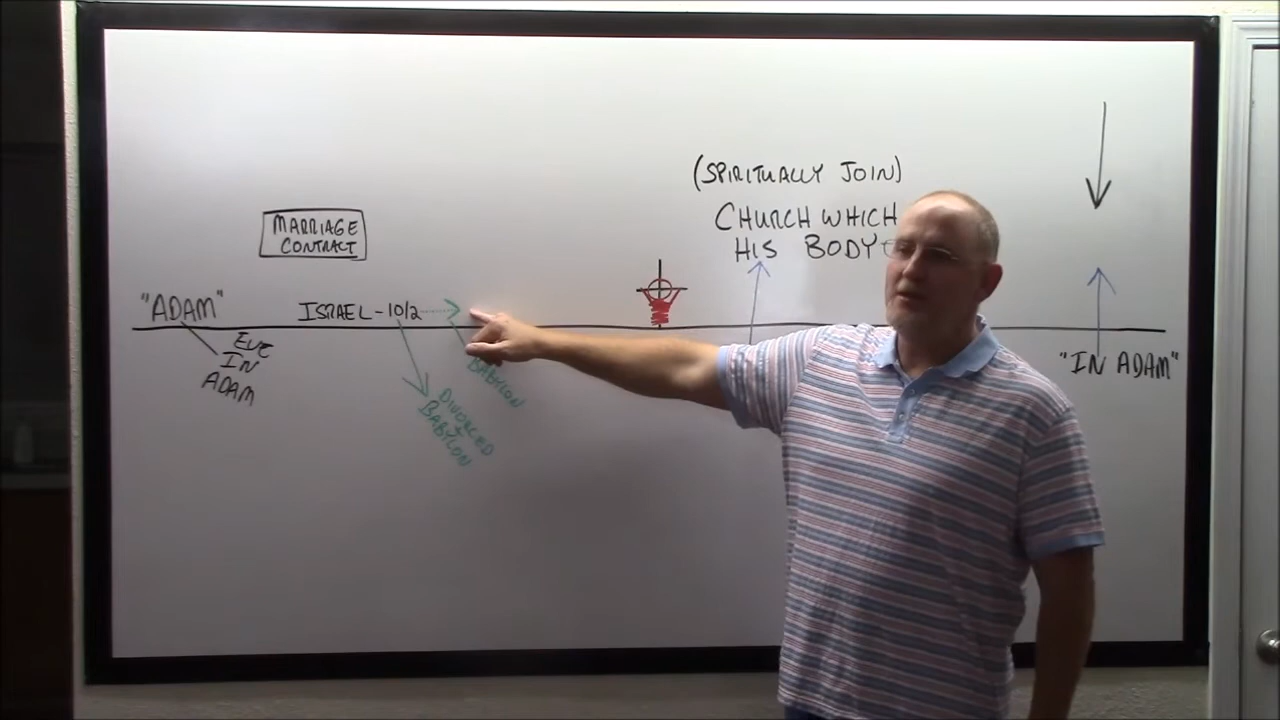 (SPIRITUALLY JOIN)
CHURCH WHICH
HIS BODY
MARRIAGE
CONTRACT
"ADAM"
ISRAEL-10/2
EVE
IN
ADAM
BABYLON
DIVORCED
BABYLON
"IN ADAM"